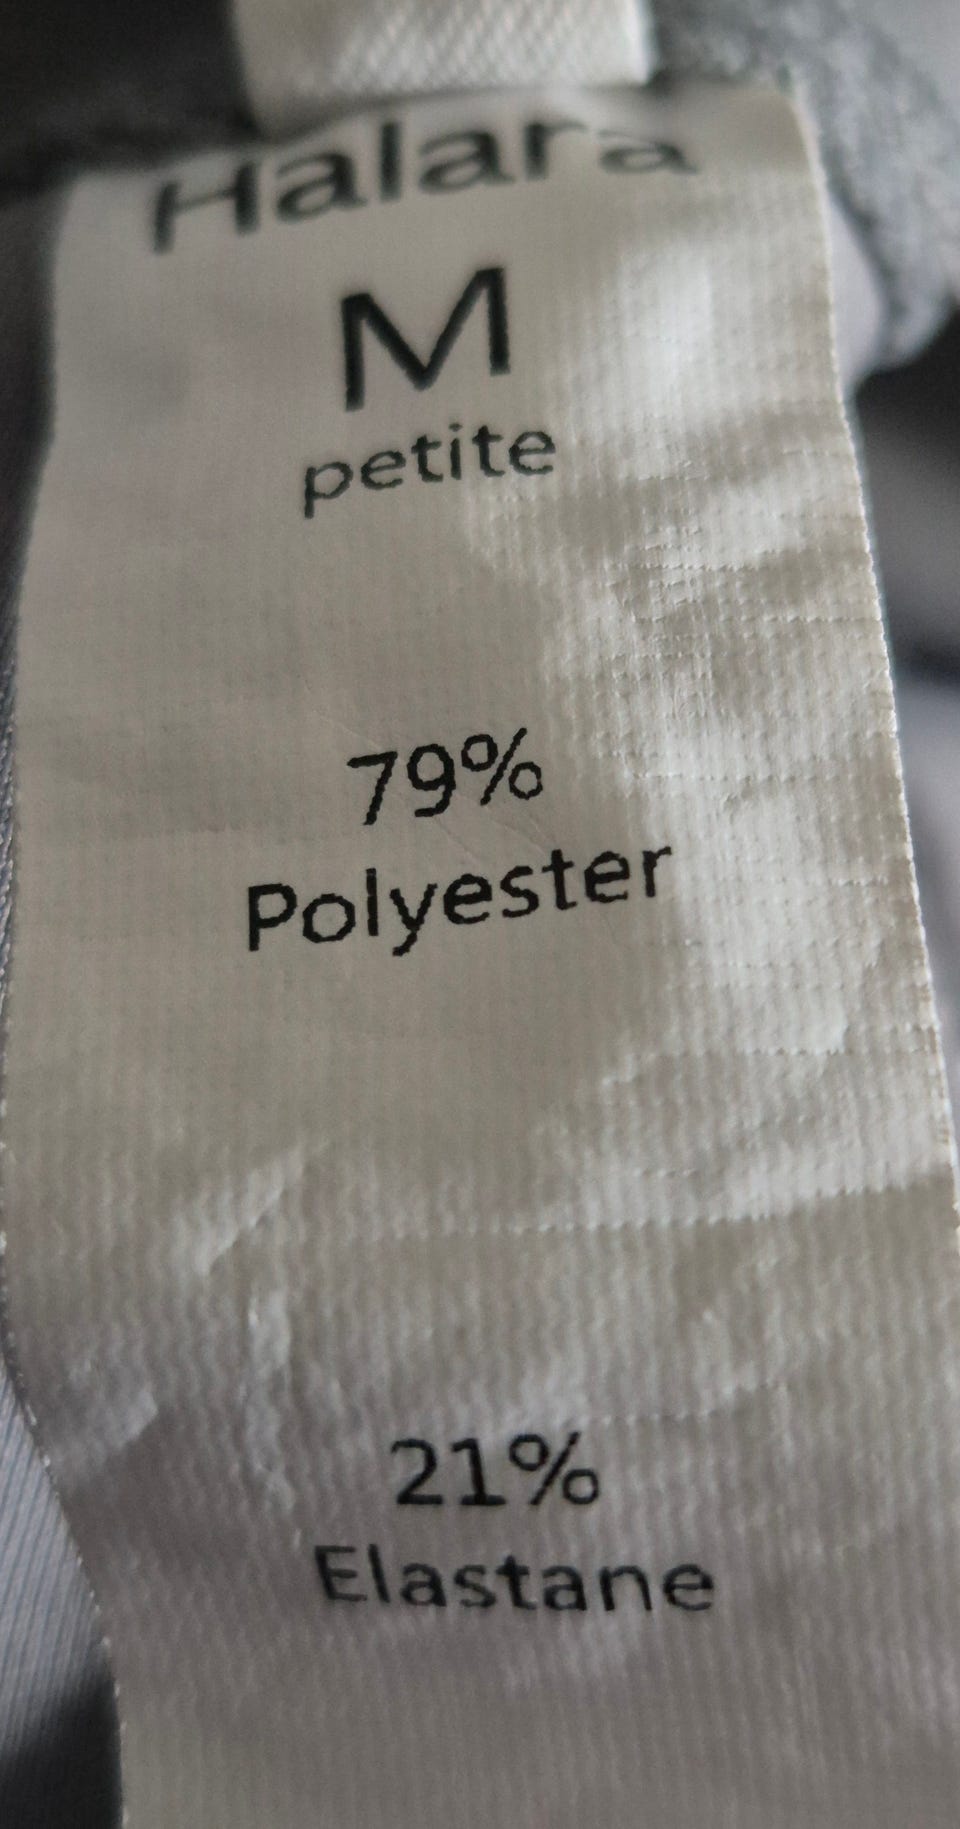 Halara
M
petite
79%
Polyester
21%
Elastane